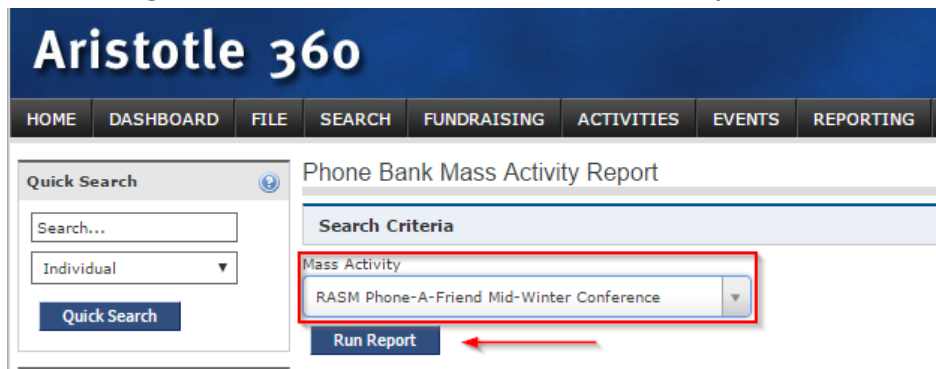 Aristotle 360
HOME DASHBOARD FILE SEARCH FUNDRAISING ACTIVITIES EVENTS REPORTING
Quick Search
Search...
Individual
Quick Search
Phone Bank Mass Activity Report
Search Criteria
Mass Activity
RASM Phone-A-Friend Mid-Winter Conference
Run Report